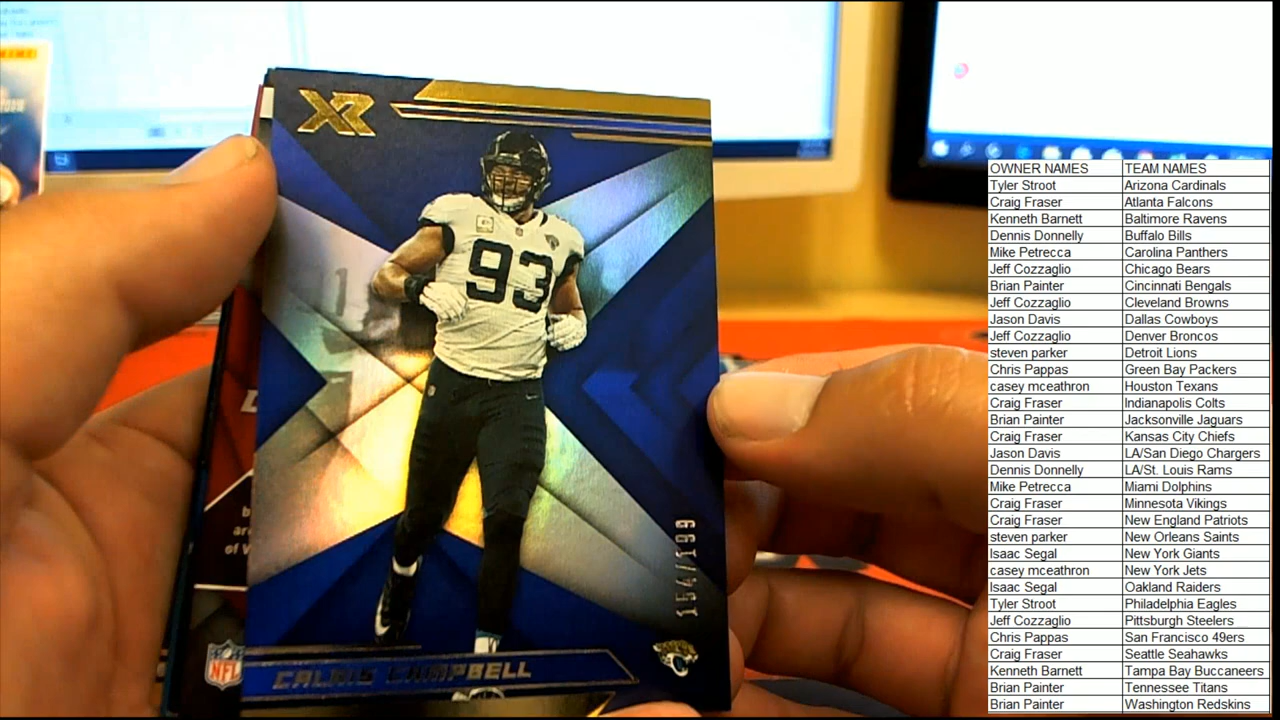 XR
93
154/199
NFL
CALAIS CAMPBELL
OWNER NAMES TEAM NAMES
Tyler Stroot Arizona Cardinals
Craig Fraser Atlanta Falcons
Kenneth Barnett Baltimore Ravens
Dennis Donnelly Buffalo Bills
Mike Petrecca Carolina Panthers
Jeff Cozzaglio Chicago Bears
Brian Painter Cincinnati Bengals
Jeff Cozzaglio Cleveland Browns
Jason Davis Dallas Cowboys
Jeff Cozzaglio Denver Broncos
steven parker Detroit Lions
Chris Pappas Green Bay Packers
casey mceathron Houston Texans
Craig Fraser Indianapolis Colts
Brian Painter Jacksonville Jaguars
Craig Fraser Kansas City Chiefs
Jason Davis LA/San Diego Chargers
Dennis Donnelly LA/St. Louis Rams
Mike Petrecca Miami Dolphins
Craig Fraser Minnesota Vikings
Craig Fraser New England Patriots
steven parker New Orleans Saints
Isaac Segal New York Giants
casey mceathron New York Jets
Isaac Segal Oakland Raiders
Tyler Stroot Philadelphia Eagles
Jeff Cozzaglio Pittsburgh Steelers
Chris Pappas San Francisco 49ers
Craig Fraser Seattle Seahawks
Kenneth Barnett Tampa Bay Buccaneers
Brian Painter Tennessee Titans
Brian Painter Washington Redskins